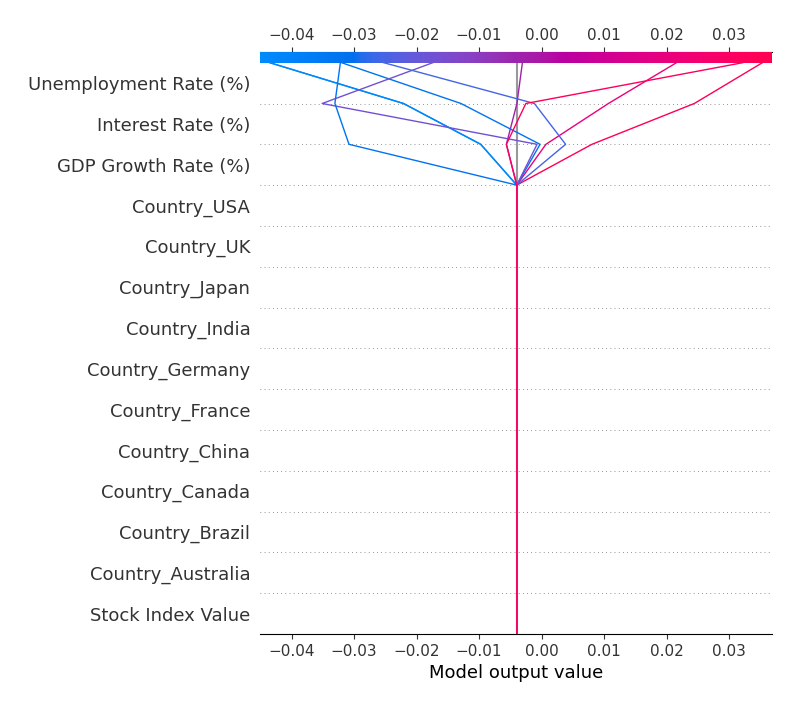 −0.04 −0.03 −0.02 −0.01 0.00 0.01 0.02 0.03
Unemployment Rate (%)
Interest Rate (%)
GDP Growth Rate (%)
Country_USA
Country_UK
Country_Japan
Country_India
Country_Germany
Country_France
Country_China
Country_Canada
Country_Brazil
Country_Australia
Stock Index Value
−0.04 −0.03 −0.02 −0.01 0.00 0.01 0.02 0.03
Model output value